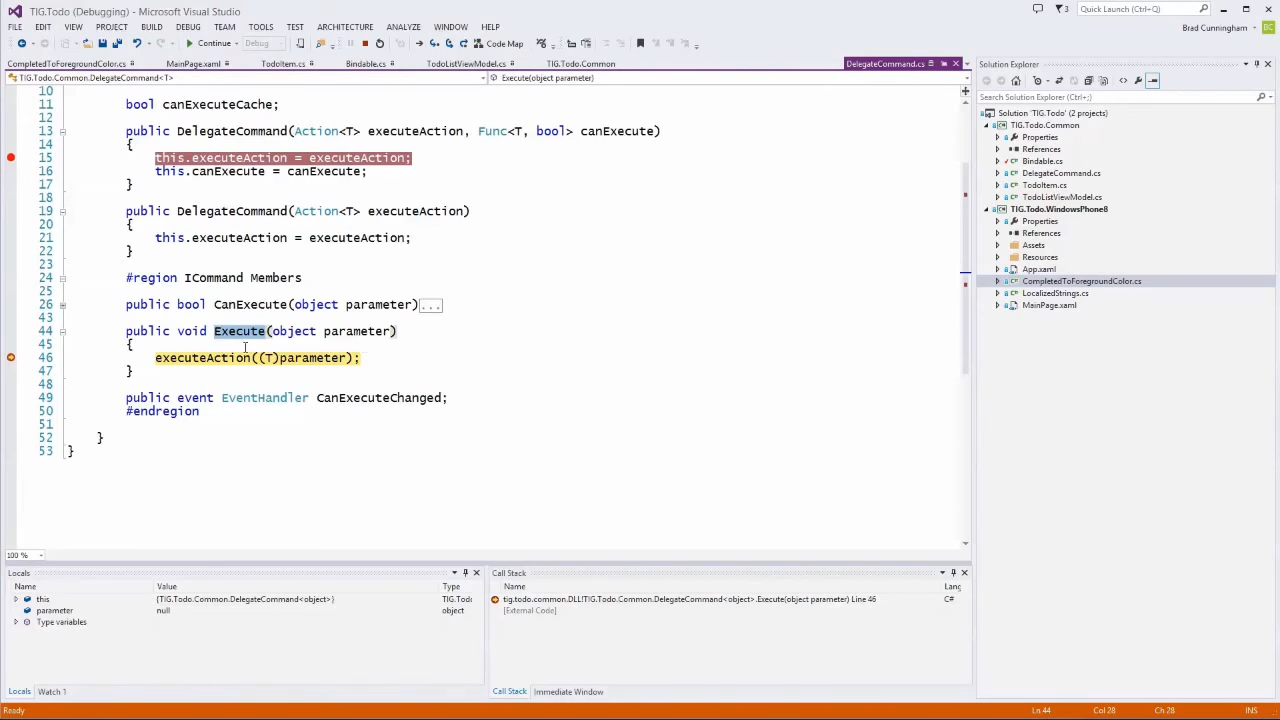 TIG.Todo (Debugging) - Microsoft Visual Studio
3
Quick Launch (Ctrl+;)
FILE EDIT VIEW PROJECT BUILD DEBUG TEAM TOOLS TEST ARCHITECTURE ANALYZE WINDOW HELP
Brad Cunningham BC
Continue Debug Code Map
CompletedToForegroundColor.cs MainPage.xaml TodoItem.cs Bindable.cs TodoListViewModel.cs TIG.Todo.Common DelegateCommand.cs
TIG.Todo.Common.DelegateCommand<T> Execute(object parameter)
10
11 bool canExecuteCache;
12
13 public DelegateCommand(Action<T> executeAction, Func<T, bool> canExecute)
14 {
15 this.executeAction = executeAction;
16 this.canExecute = canExecute;
17 }
18
19 public DelegateCommand(Action<T> executeAction)
20 {
21 this.executeAction = executeAction;
22 }
23
24 #region ICommand Members
25
26 public bool CanExecute(object parameter)...
43
44 public void Execute(object parameter)
45 {
46 executeAction((T)parameter);
47 }
48
49 public event EventHandler CanExecuteChanged;
50 #endregion
51
52 }
53 }
100 %
Solution Explorer
Search Solution Explorer (Ctrl+;)
Solution 'TIG.Todo' (2 projects)
TIG.Todo.Common
Properties
References
Bindable.cs
DelegateCommand.cs
TodoItem.cs
TodoListViewModel.cs
TIG.Todo.WindowsPhone8
Properties
References
Assets
Resources
App.xaml
CompletedToForegroundColor.cs
LocalizedStrings.cs
MainPage.xaml
Locals
Name Value Type
this {TIG.Todo.Common.DelegateCommand<object>} TIG.Todo
parameter null object
Type variables
Locals Watch 1
Call Stack
Name Lang
tig.todo.common.DLL!TIG.Todo.Common.DelegateCommand<object>.Execute(object parameter) Line 46 C#
[External Code]
Call Stack Immediate Window
Ready Ln 44 Col 28 Ch 28 INS